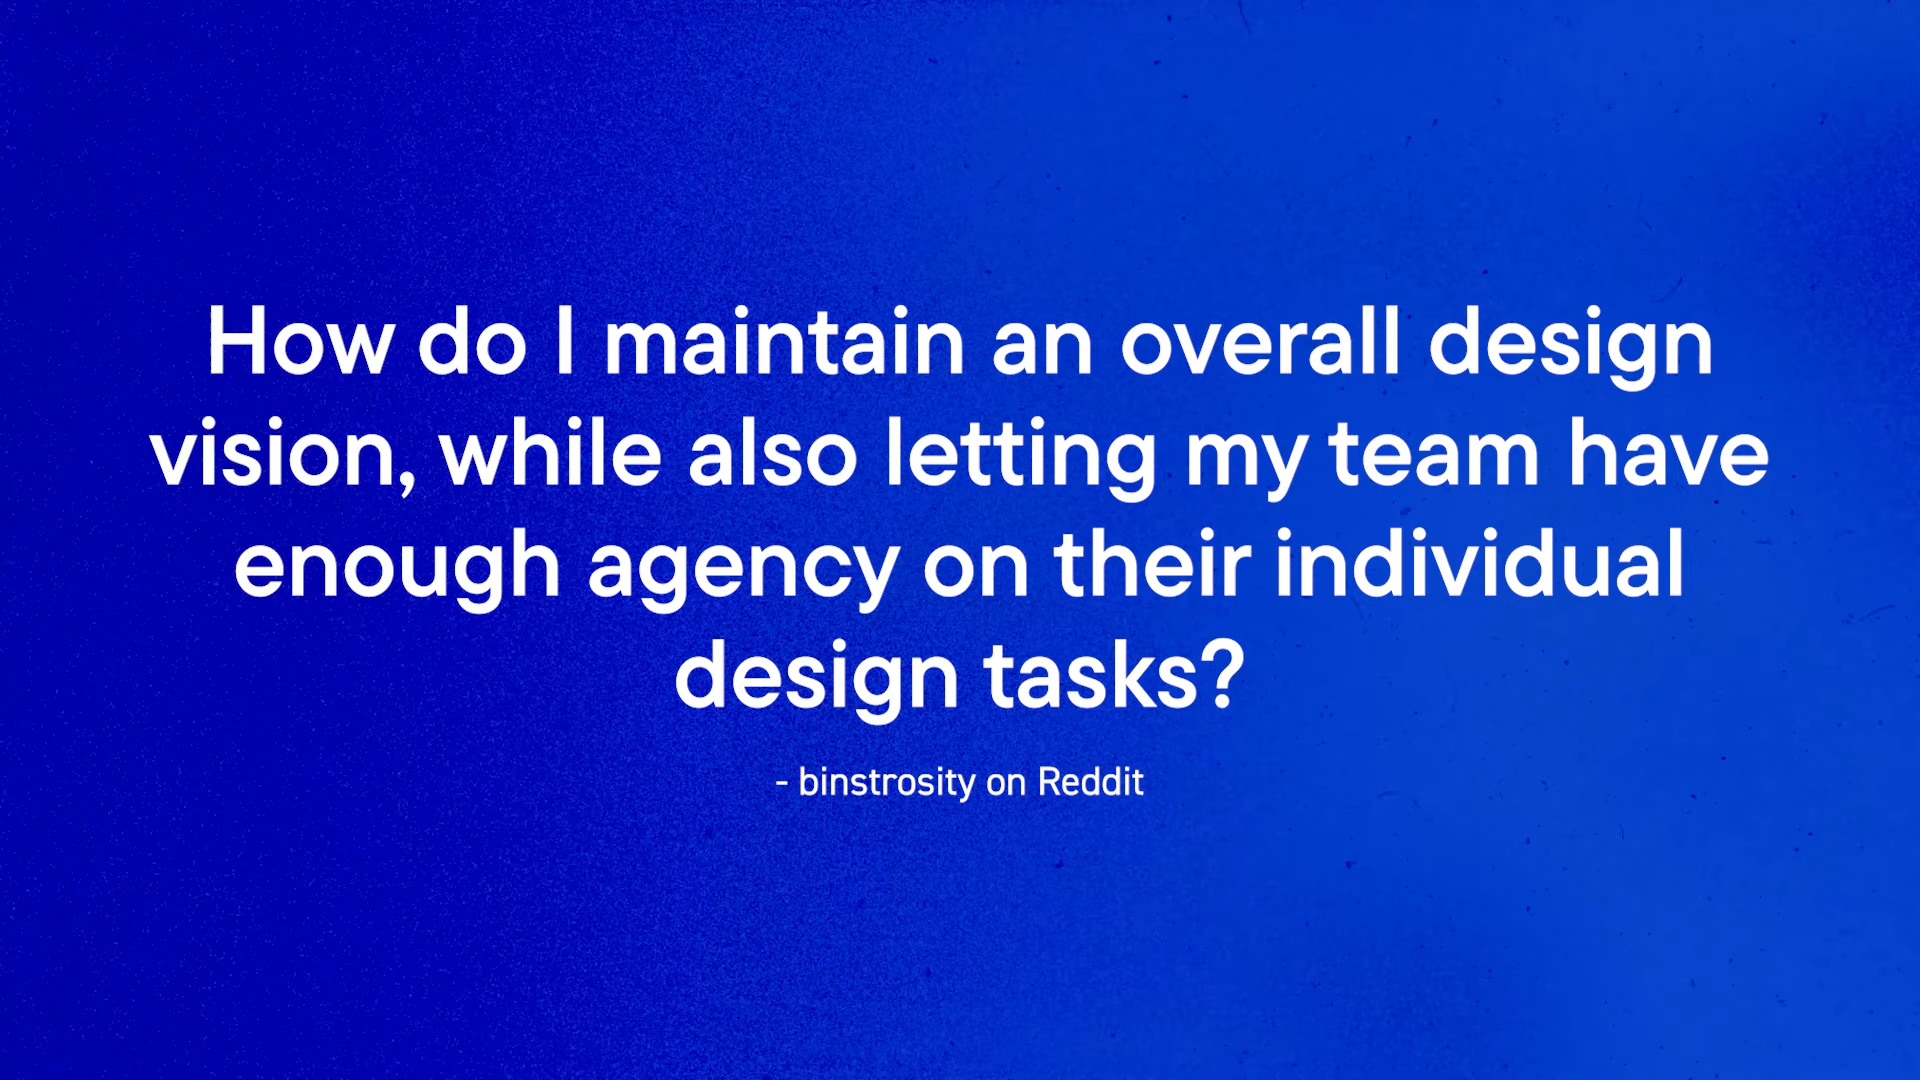 How do I maintain an overall design
vision, while also letting my team have
enough agency on their individual
design tasks?
- binstrosity on Reddit